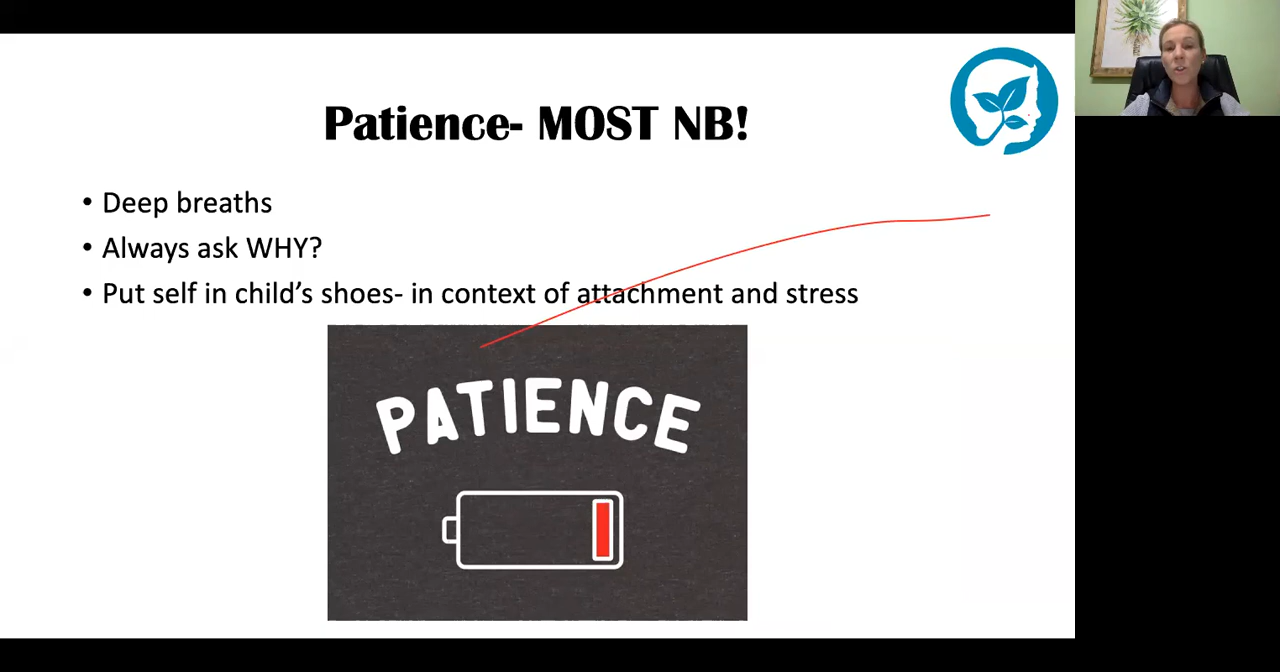 Patience- MOST NB!
• Deep breaths
• Always ask WHY?
• Put self in child’s shoes- in context of attachment and stress
PATIENCE